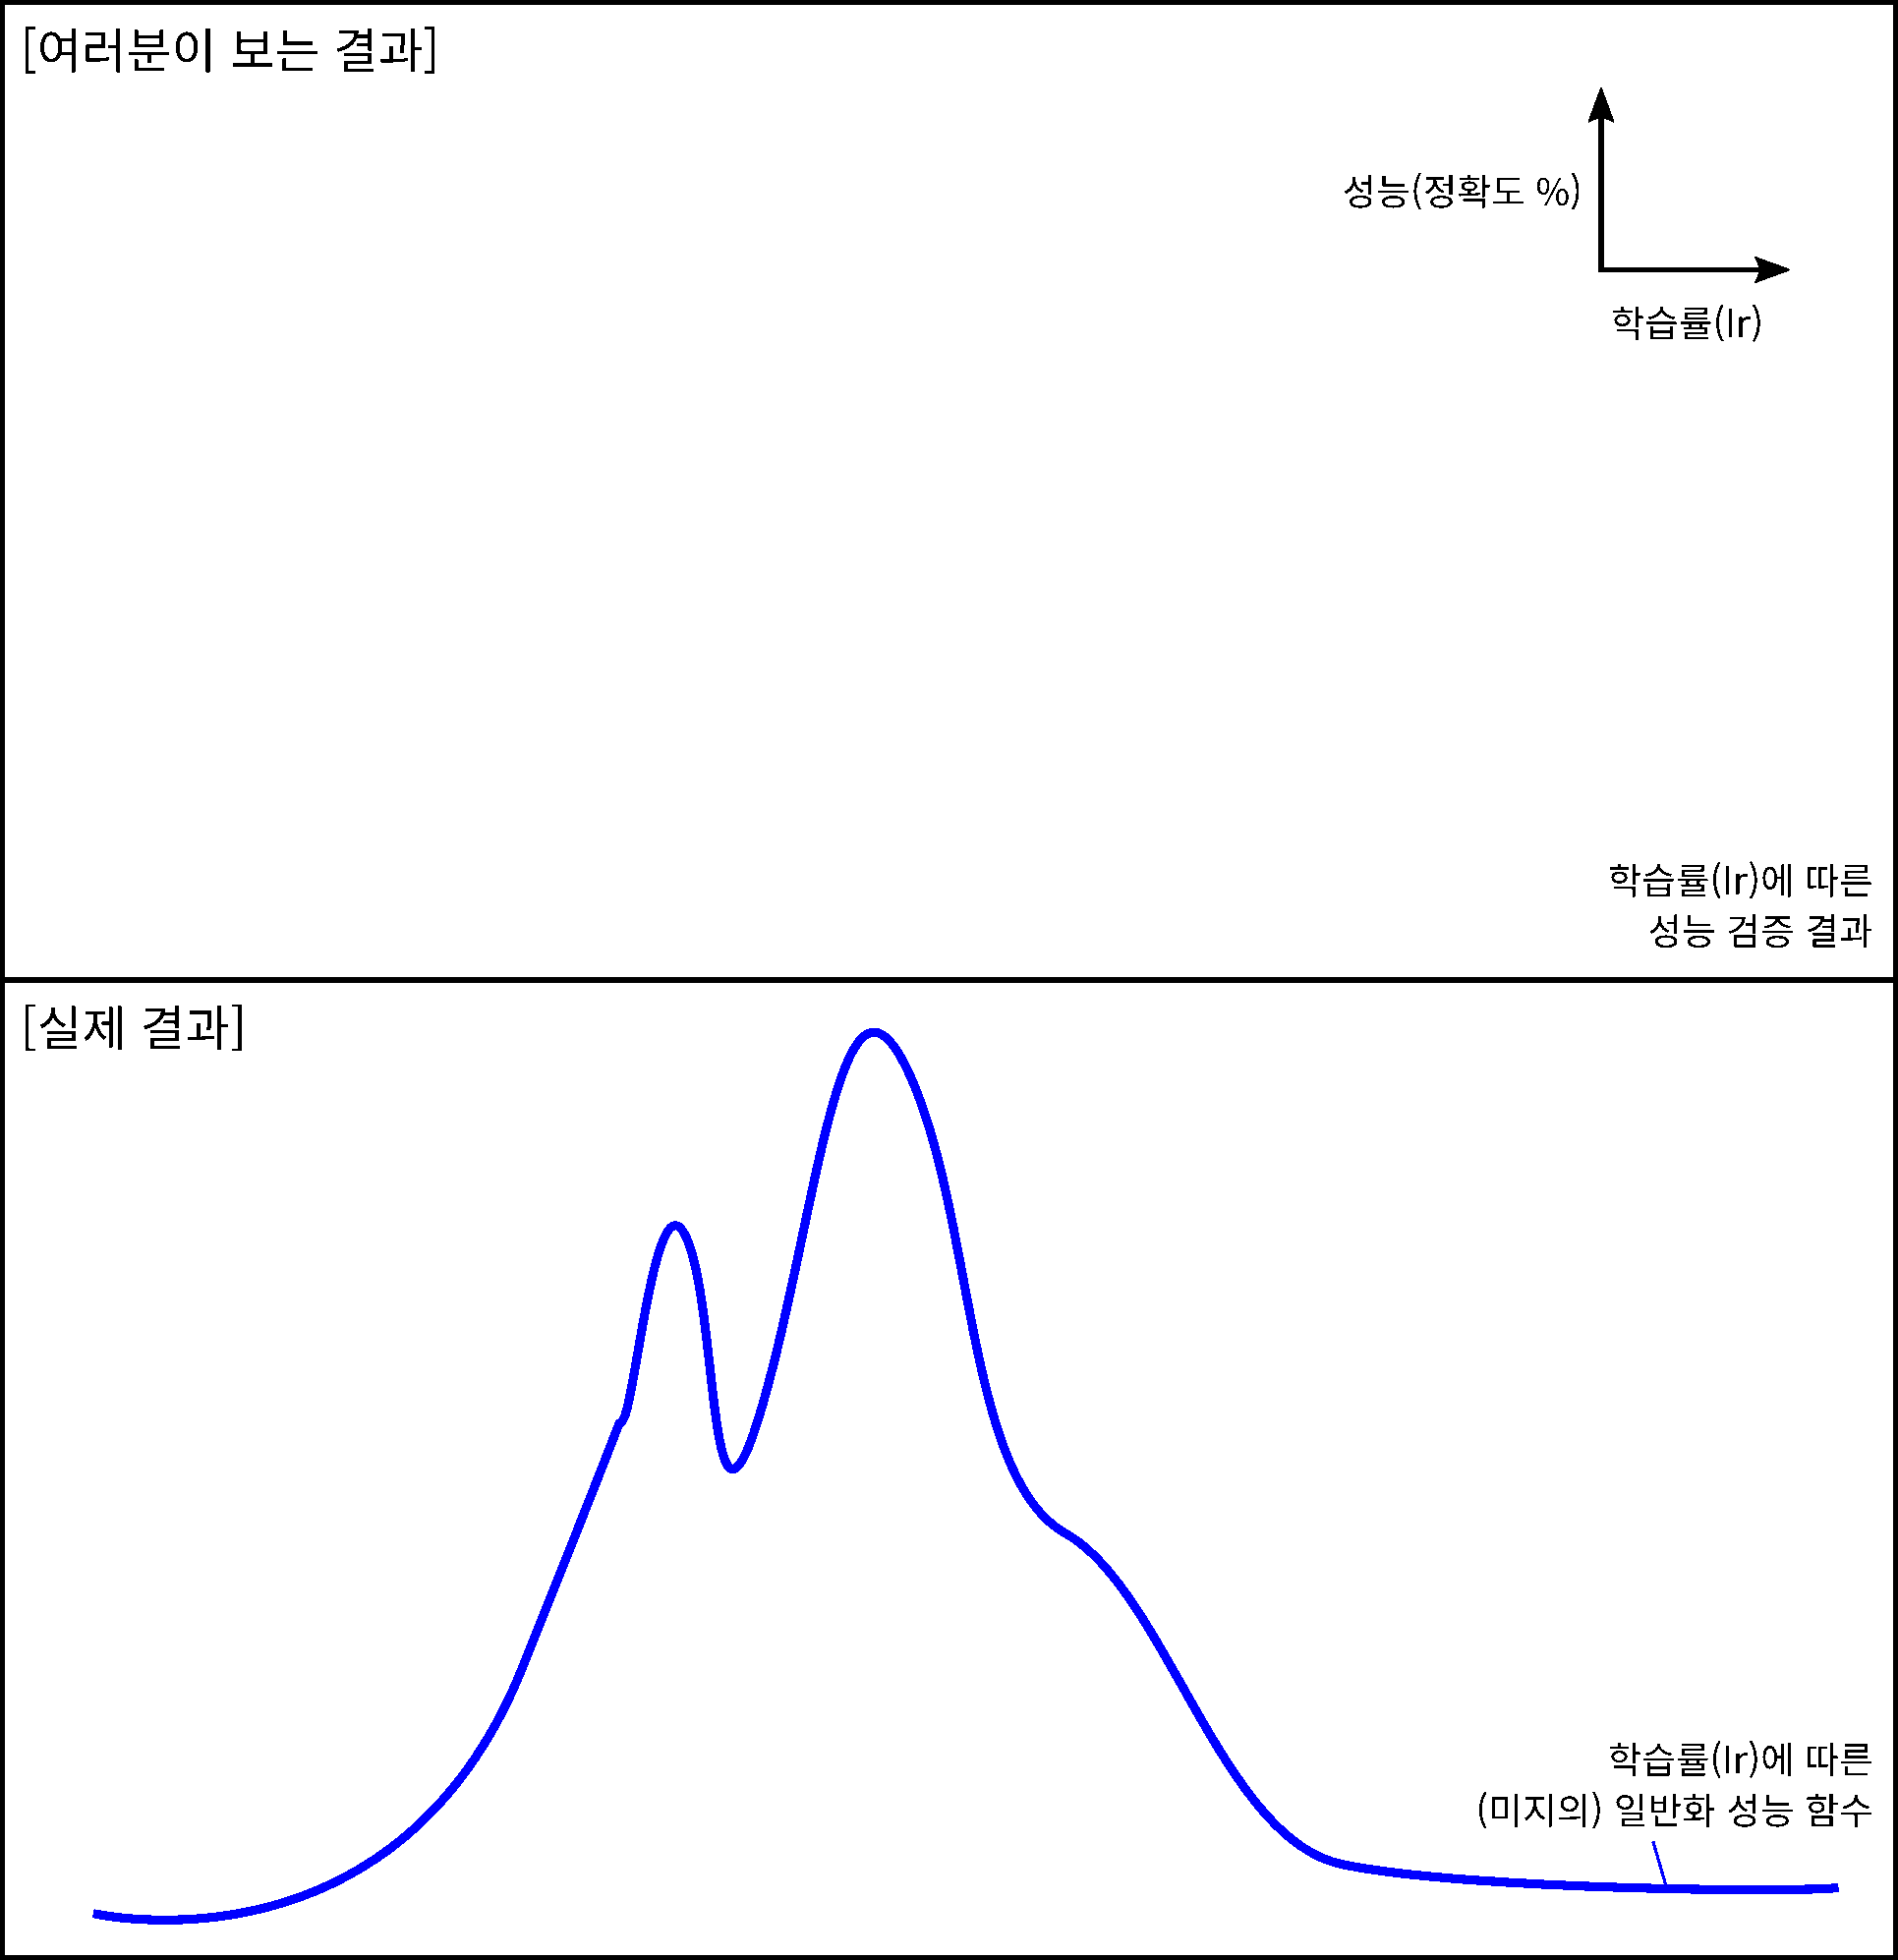 [여러분이 보는 결과]
성능(정확도 %)
학습률(lr)
학습률(lr)에 따른
성능 검증 결과
[실제 결과]
학습률(lr)에 따른
(미지의) 일반화 성능 함수